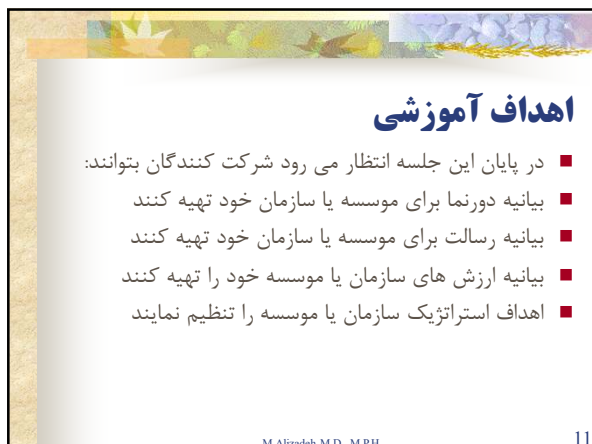 اهداف آموزشی
در پایان این جلسه انتظار می رود شرکت کنندگان بتوانند:
بیانیه دورنما برای موسسه یا سازمان خود تهیه کنند
بیانیه رسالت برای موسسه یا سازمان خود تهیه کنند
بیانیه ارزش های سازمان یا موسسه خود را تهیه کنند
اهداف استراتژیک سازمان یا موسسه را تنظیم نمایند
M.Alizadeh M.D., M.P.H.
11